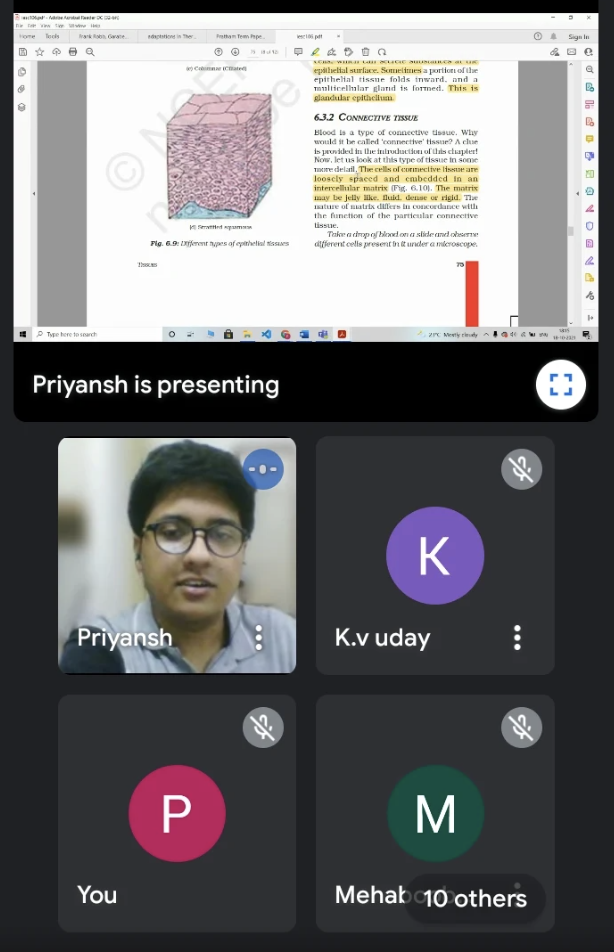 iesc106.pdf - Adobe Acrobat Reader DC (32-bit)
File Edit View Sign Window Help
Home Tools Frank Robb, Garate... adaptations in Ther... Pratham Term Pape... iesc106.pdf × Sign In
(c) Columnar (Ciliated)
(d) Stratified squamous
Fig. 6.9: Different types of epithelial tissues
TISSUES
cells, which can secrete substances at the
epithelial surface. Sometimes a portion of the
epithelial tissue folds inward, and a
multicellular gland is formed. This is
glandular epithelium.
6.3.2 CONNECTIVE TISSUE
Blood is a type of connective tissue. Why
would it be called 'connective' tissue? A clue
is provided in the introduction of this chapter!
Now, let us look at this type of tissue in some
more detail. The cells of connective tissue are
loosely spaced and embedded in an
intercellular matrix (Fig. 6.10). The matrix
may be jelly like, fluid, dense or rigid. The
nature of matrix differs in concordance with
the function of the particular connective
tissue.
Take a drop of blood on a slide and observe
different cells present in it under a microscope.
75
Type here to search
Mostly cloudy
ENG
Priyansh is presenting
Priyansh
K
K.v uday
P
You
M
10 others